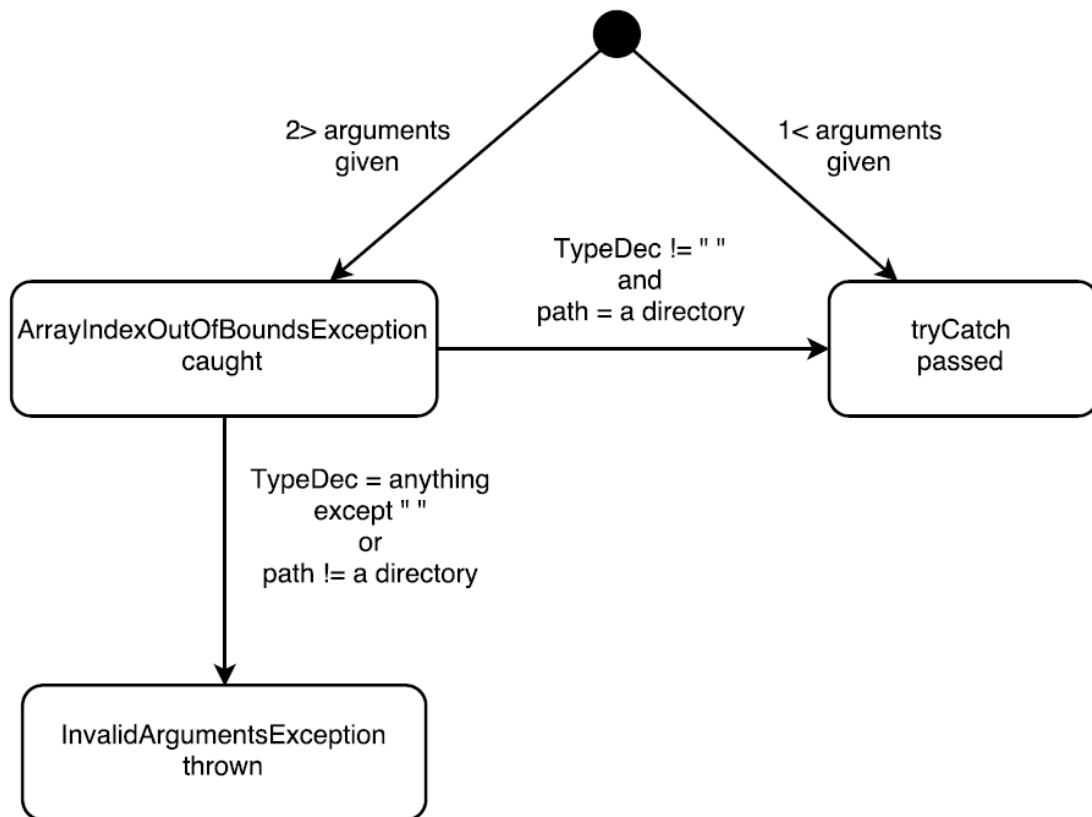 2> arguments
given
1< arguments
given
TypeDec != " "
and
path = a directory
ArrayIndexOutOfBoundsException
caught
tryCatch
passed
TypeDec = anything
except " "
or
path != a directory
InvalidArgumentsException
thrown